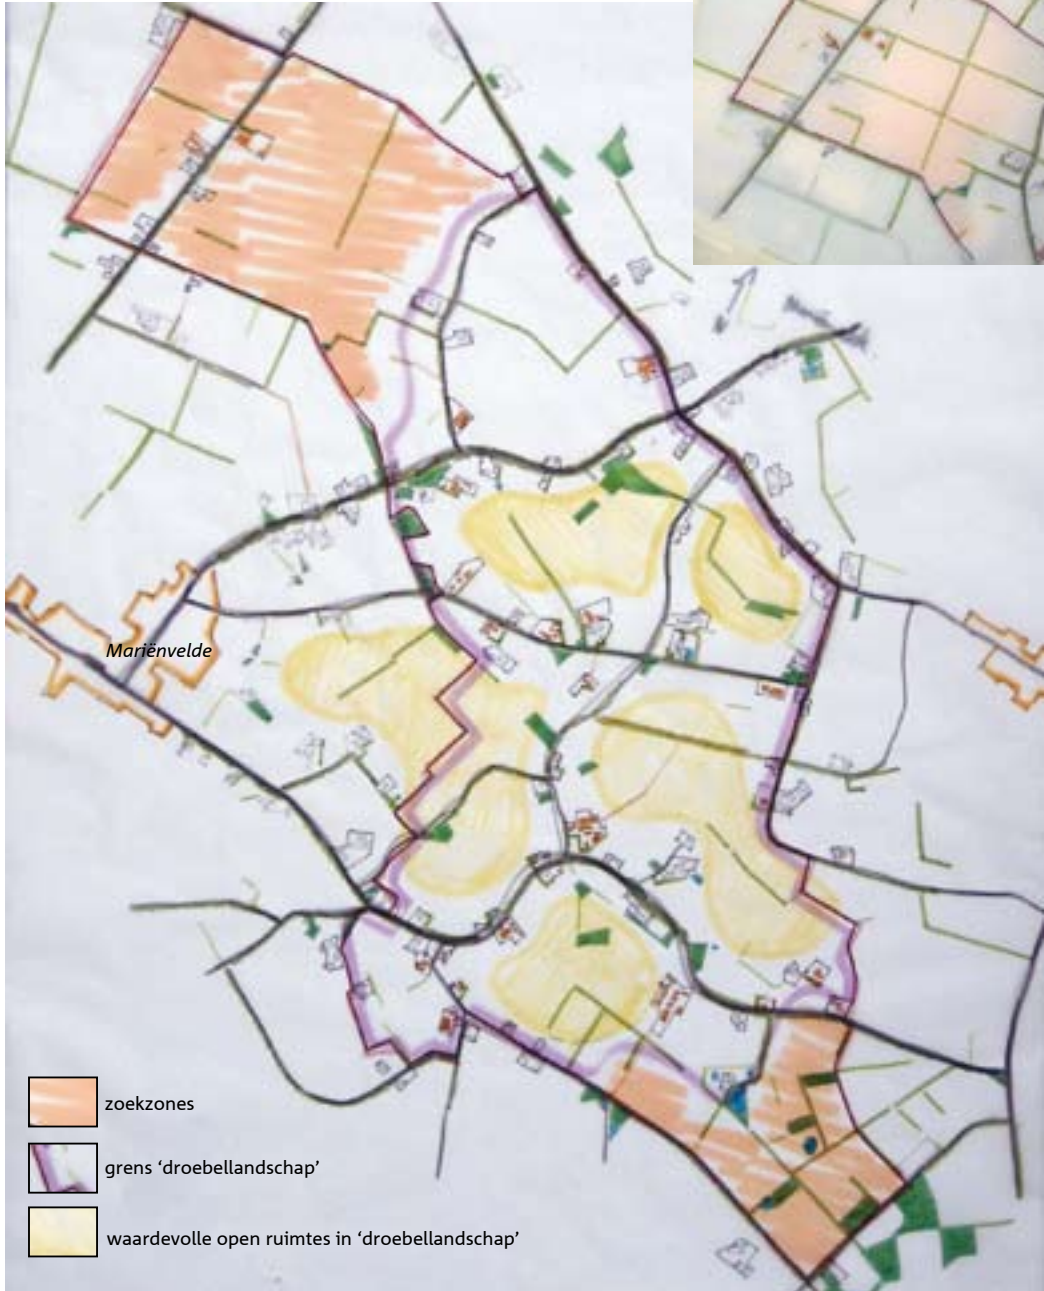 Mariënvelde
zoekzones
grens ‘droebellandschap’
waardevolle open ruimtes in ‘droebellandschap’